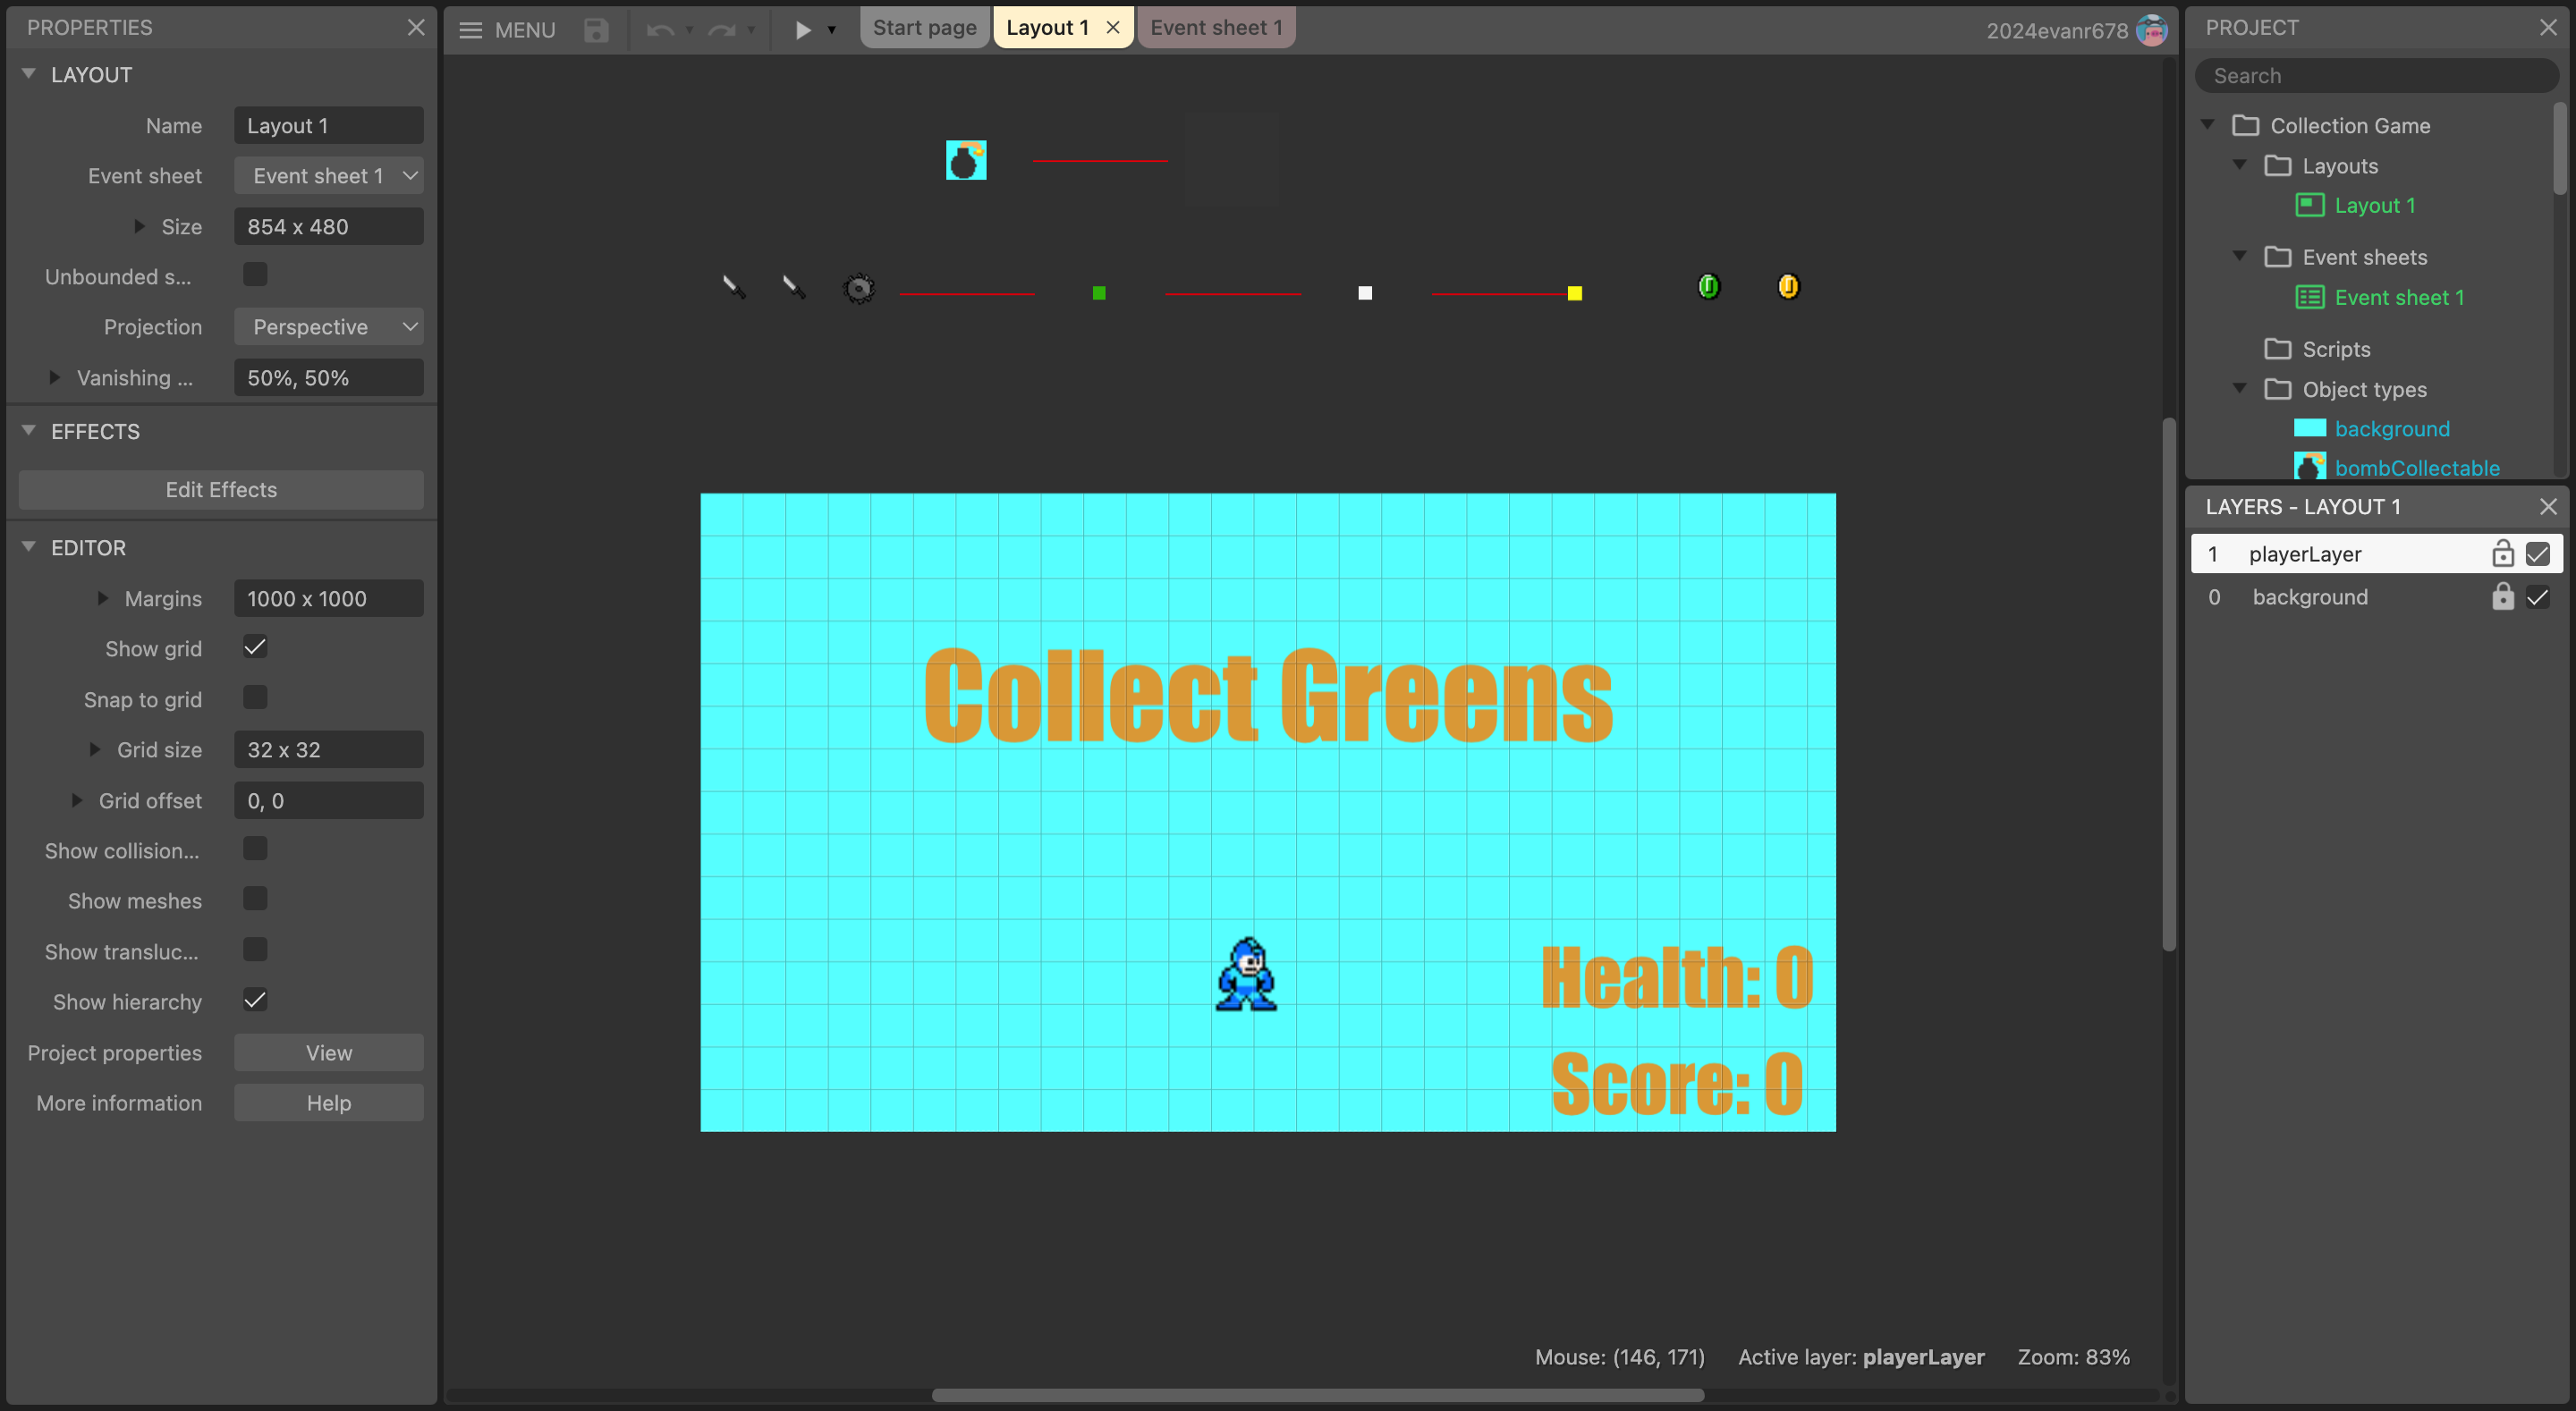 PROPERTIES
LAYOUT
Name Layout 1
Event sheet Event sheet 1
Size 854 x 480
Unbounded s...
Projection Perspective
Vanishing ... 50%, 50%
EFFECTS
Edit Effects
EDITOR
Margins 1000 x 1000
Show grid
Snap to grid
Grid size 32 x 32
Grid offset 0, 0
Show collision...
Show meshes
Show transluc...
Show hierarchy
Project properties View
More information Help
MENU Start page Layout 1 Event sheet 1 2024evanr678
Collect Greens
Health: 0
Score: 0
Mouse: (146, 171) Active layer: playerLayer Zoom: 83%
PROJECT
Search
Collection Game
Layouts
Layout 1
Event sheets
Event sheet 1
Scripts
Object types
background
bombCollectable
LAYERS - LAYOUT 1
1 playerLayer
0 background